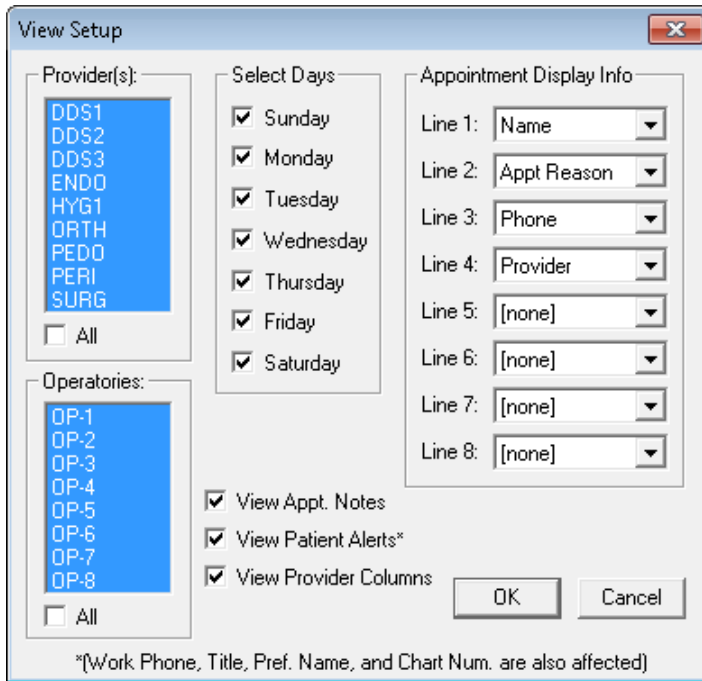 View Setup
Provider(s):
DDS1
DDS2
DDS3
ENDO
HYG1
ORTH
PEDO
PERI
SURG
All
Operatories:
OP-1
OP-2
OP-3
OP-4
OP-5
OP-6
OP-7
OP-8
All
Select Days
Sunday
Monday
Tuesday
Wednesday
Thursday
Friday
Saturday
Appointment Display Info
Line 1: Name
Line 2: Appt Reason
Line 3: Phone
Line 4: Provider
Line 5: [none]
Line 6: [none]
Line 7: [none]
Line 8: [none]
View Appt. Notes
View Patient Alerts*
View Provider Columns
OK Cancel
*(Work Phone, Title, Pref. Name, and Chart Num. are also affected)